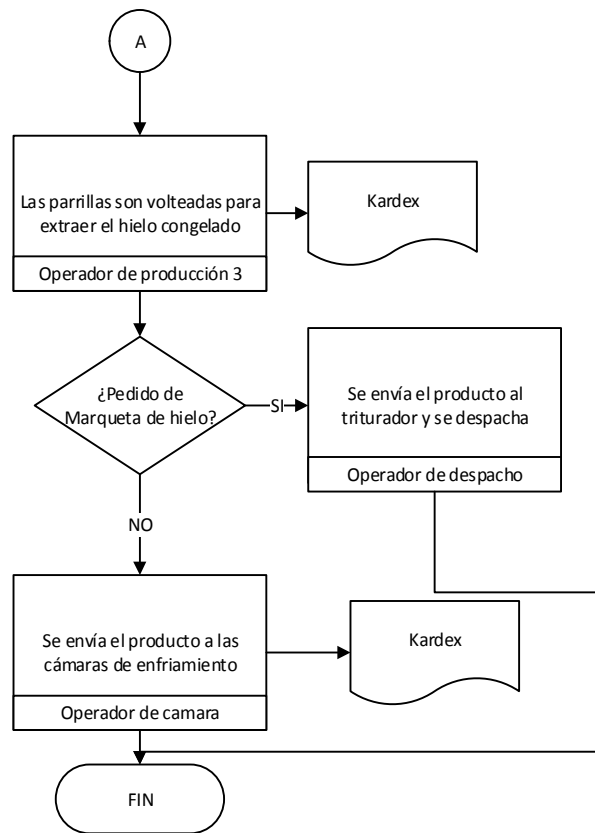 A
Las parrillas son volteadas para
extraer el hielo congelado
Operador de producción 3
Kardex
¿Pedido de
Marqueta de hielo?
SI
Se envía el producto al
triturador y se despacha
Operador de despacho
NO
Se envía el producto a las
cámaras de enfriamiento
Operador de camara
Kardex
FIN